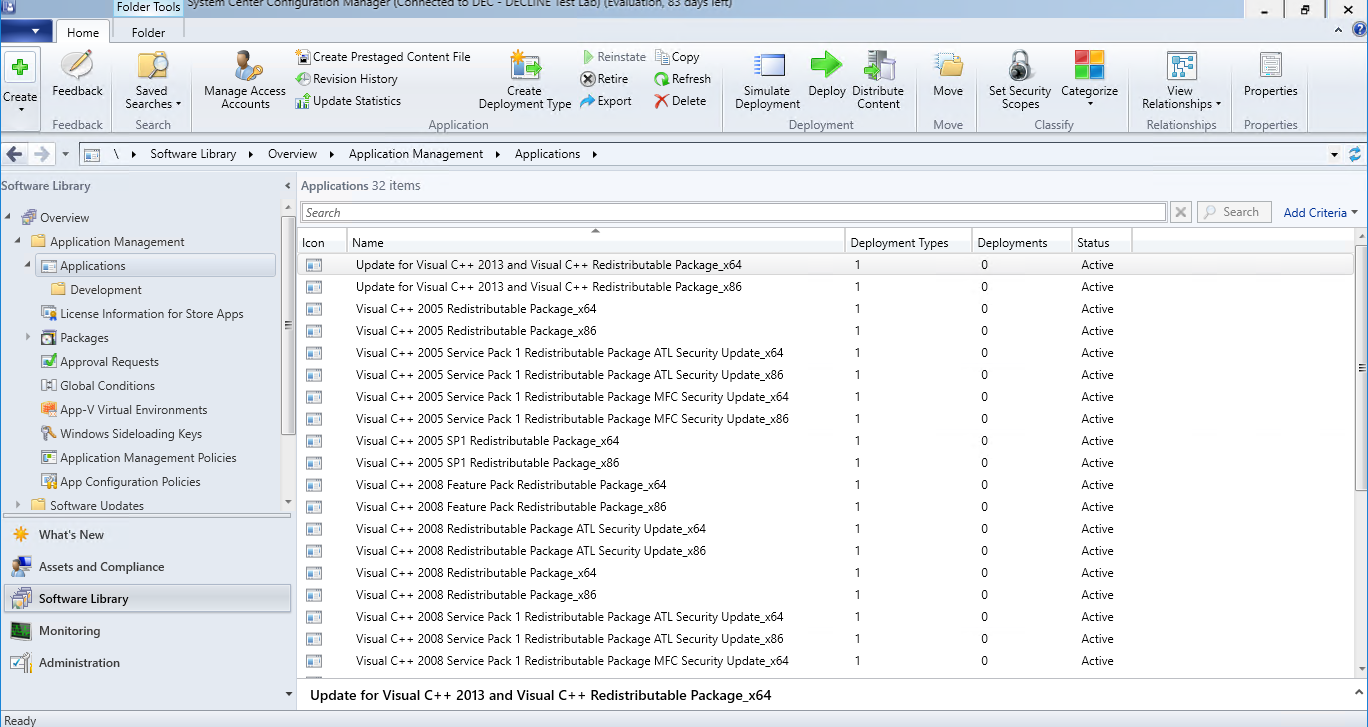 Folder Tools
System Center Configuration Manager (Connected to DEC - DECLINE Test Lab) (Evaluation, 83 days left)
Home
Folder
Create
Feedback
Saved
Searches
Manage Access
Accounts
Create Prestaged Content File
Revision History
Update Statistics
Create
Deployment Type
Reinstate
Retire
Export
Copy
Refresh
Delete
Simulate
Deployment
Deploy
Distribute
Content
Move
Set Security
Scopes
Categorize
View
Relationships
Properties
Feedback
Search
Application
Deployment
Move
Classify
Relationships
Properties
\ Software Library Overview Application Management Applications
Software Library
Overview
Application Management
Applications
Development
License Information for Store Apps
Packages
Approval Requests
Global Conditions
App-V Virtual Environments
Windows Sideloading Keys
Application Management Policies
App Configuration Policies
Software Updates
What's New
Assets and Compliance
Software Library
Monitoring
Administration
Applications 32 items
Search
Search
Add Criteria
Icon Name Deployment Types Deployments Status
Update for Visual C++ 2013 and Visual C++ Redistributable Package_x64 1 0 Active
Update for Visual C++ 2013 and Visual C++ Redistributable Package_x86 1 0 Active
Visual C++ 2005 Redistributable Package_x64 1 0 Active
Visual C++ 2005 Redistributable Package_x86 1 0 Active
Visual C++ 2005 Service Pack 1 Redistributable Package ATL Security Update_x64 1 0 Active
Visual C++ 2005 Service Pack 1 Redistributable Package ATL Security Update_x86 1 0 Active
Visual C++ 2005 Service Pack 1 Redistributable Package MFC Security Update_x64 1 0 Active
Visual C++ 2005 Service Pack 1 Redistributable Package MFC Security Update_x86 1 0 Active
Visual C++ 2005 SP1 Redistributable Package_x64 1 0 Active
Visual C++ 2005 SP1 Redistributable Package_x86 1 0 Active
Visual C++ 2008 Feature Pack Redistributable Package_x64 1 0 Active
Visual C++ 2008 Feature Pack Redistributable Package_x86 1 0 Active
Visual C++ 2008 Redistributable Package ATL Security Update_x64 1 0 Active
Visual C++ 2008 Redistributable Package ATL Security Update_x86 1 0 Active
Visual C++ 2008 Redistributable Package_x64 1 0 Active
Visual C++ 2008 Redistributable Package_x86 1 0 Active
Visual C++ 2008 Service Pack 1 Redistributable Package ATL Security Update_x64 1 0 Active
Visual C++ 2008 Service Pack 1 Redistributable Package ATL Security Update_x86 1 0 Active
Visual C++ 2008 Service Pack 1 Redistributable Package MFC Security Update_x64 1 0 Active
Update for Visual C++ 2013 and Visual C++ Redistributable Package_x64
Ready